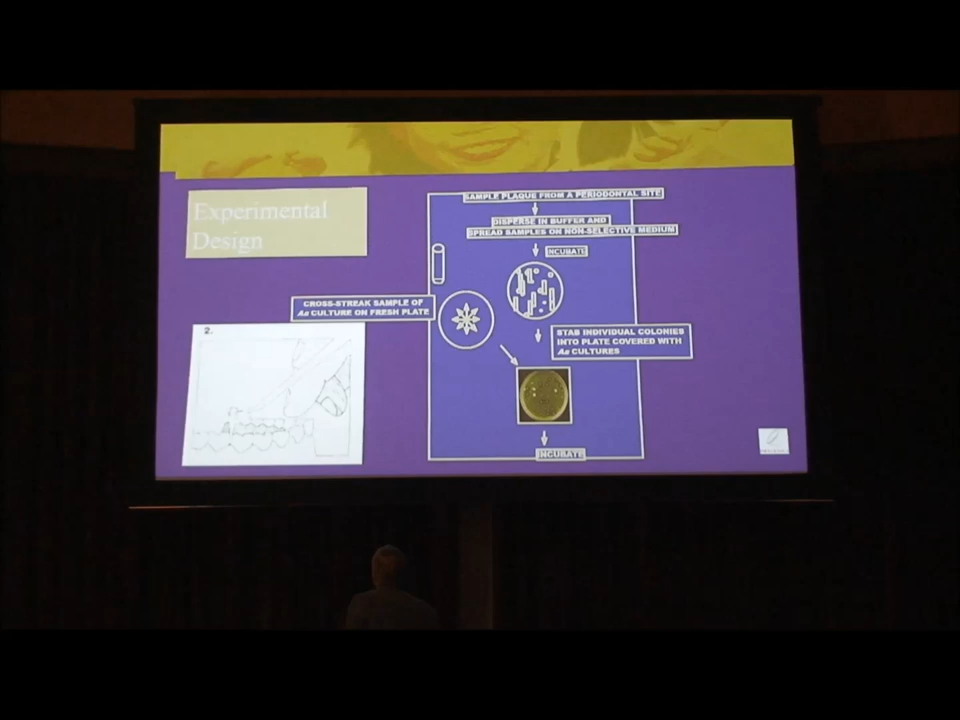 Experimental
Design
2.
SAMPLE PLAQUE FROM A PERIODONTAL SITE
DISPERSE IN BUFFER AND
SPREAD SAMPLES ON NON-SELECTIVE MEDIUM
INCUBATE
CROSS-STREAK SAMPLE OF
Aa CULTURE ON FRESH PLATE
STAB INDIVIDUAL COLONIES
INTO PLATE COVERED WITH
Aa CULTURES
INCUBATE